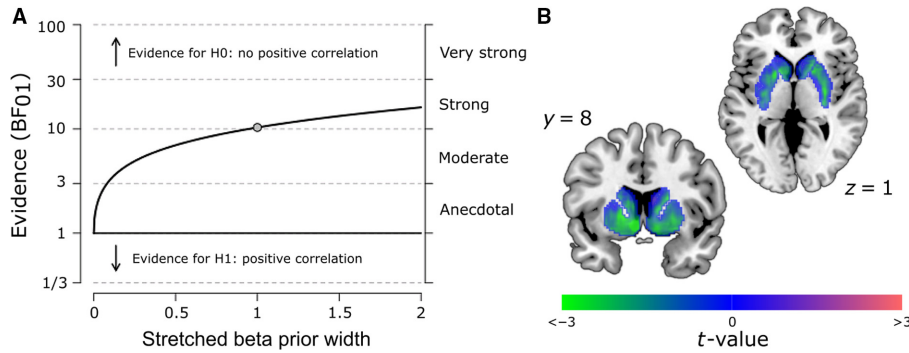 A
Evidence (BF01)
100
30
10
3
1
1/3
Evidence for H0: no positive correlation
Evidence for H1: positive correlation
Very strong
Strong
Moderate
Anecdotal
0
0.5
1
1.5
2
Stretched beta prior width
B
y = 8
z = 1
<−3
0
>3
t-value